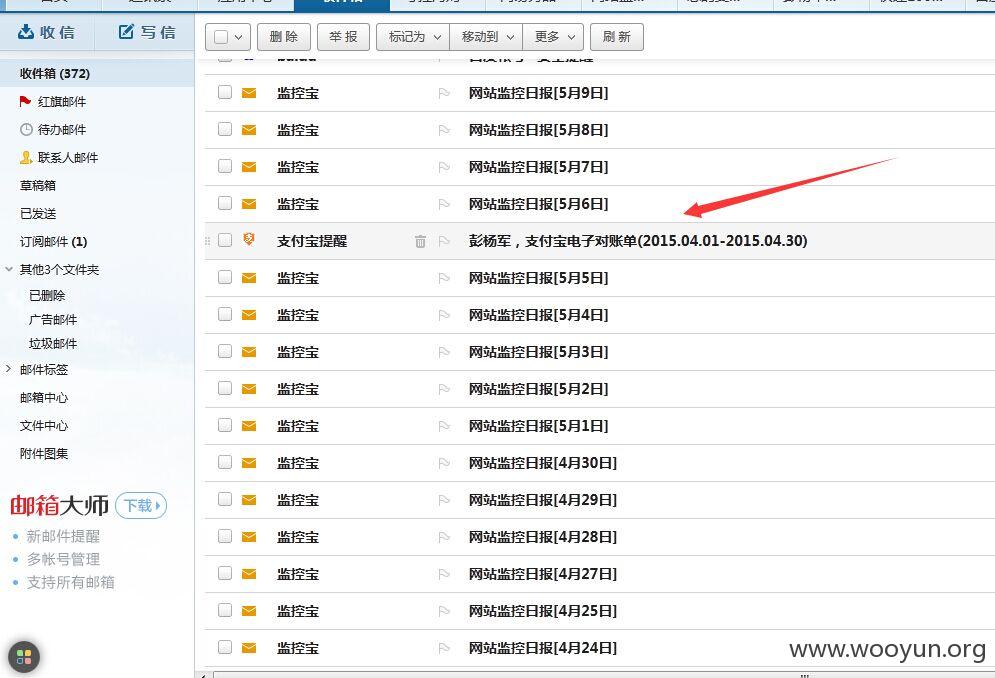 收信 写信
删 除 举 报 标记为 移动到 更多 刷 新
收件箱 (372)
红旗邮件
待办邮件
联系人邮件
草稿箱
已发送
订阅邮件 (1)
其他3个文件夹
已删除
广告邮件
垃圾邮件
邮件标签
邮箱中心
文件中心
附件图集
邮箱大师 下载
新邮件提醒
多帐号管理
支持所有邮箱
监控宝 网站监控日报[5月9日]
监控宝 网站监控日报[5月8日]
监控宝 网站监控日报[5月7日]
监控宝 网站监控日报[5月6日]
支付宝提醒 彭杨军，支付宝电子对账单(2015.04.01-2015.04.30)
监控宝 网站监控日报[5月5日]
监控宝 网站监控日报[5月4日]
监控宝 网站监控日报[5月3日]
监控宝 网站监控日报[5月2日]
监控宝 网站监控日报[5月1日]
监控宝 网站监控日报[4月30日]
监控宝 网站监控日报[4月29日]
监控宝 网站监控日报[4月28日]
监控宝 网站监控日报[4月27日]
监控宝 网站监控日报[4月25日]
监控宝 网站监控日报[4月24日]
www.wooyun.org